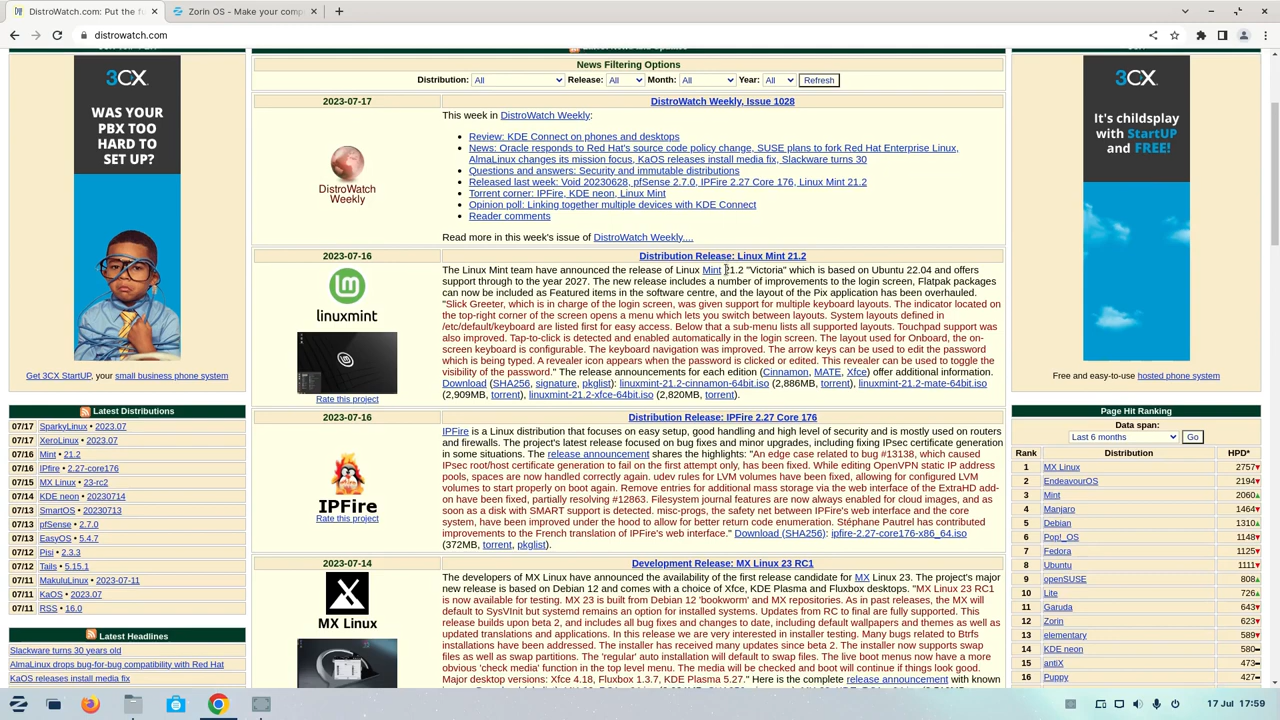 DistroWatch.com: Put the fu
Zorin OS - Make your comp
distrowatch.com
News Filtering Options
Distribution: All Release: All Month: All Year: All Refresh
3CX
WAS YOUR
PBX TOO
HARD TO
SET UP?
Get 3CX StartUP, your small business phone system
2023-07-17
DistroWatch Weekly, Issue 1028
DistroWatch
Weekly
This week in DistroWatch Weekly:
Review: KDE Connect on phones and desktops
News: Oracle responds to Red Hat's source code policy change, SUSE plans to fork Red Hat Enterprise Linux,
AlmaLinux changes its mission focus, KaOS releases install media fix, Slackware turns 30
Questions and answers: Security and immutable distributions
Released last week: Void 20230628, pfSense 2.7.0, IPFire 2.27 Core 176, Linux Mint 21.2
Torrent corner: IPFire, KDE neon, Linux Mint
Opinion poll: Linking together multiple devices with KDE Connect
Reader comments
Read more in this week's issue of DistroWatch Weekly....
2023-07-16
Distribution Release: Linux Mint 21.2
linuxmint
Rate this project
The Linux Mint team have announced the release of Linux Mint 21.2 "Victoria" which is based on Ubuntu 22.04 and offers
support through to the year 2027. The new release includes a number of improvements to the login screen, Flatpak packages
can now be included as Featured items in the software centre, and the layout of the Pix application has been overhauled.
"Slick Greeter, which is in charge of the login screen, was given support for multiple keyboard layouts. The indicator located on
the top-right corner of the screen opens a menu which lets you switch between layouts. System layouts defined in
/etc/default/keyboard are listed first for easy access. Below that a sub-menu lists all supported layouts. Touchpad support was
also improved. Tap-to-click is detected and enabled automatically in the login screen. The layout used for Onboard, the on-
screen keyboard is configurable. The keyboard navigation was improved. The arrow keys can be used to edit the password
which is being typed. A revealer icon appears when the password is clicked or edited. This revealer can be used to toggle the
visibility of the password." The release announcements for each edition (Cinnamon, MATE, Xfce) offer additional information.
Download (SHA256, signature, pkglist): linuxmint-21.2-cinnamon-64bit.iso (2,886MB, torrent), linuxmint-21.2-mate-64bit.iso
(2,909MB, torrent), linuxmint-21.2-xfce-64bit.iso (2,820MB, torrent).
2023-07-16
Distribution Release: IPFire 2.27 Core 176
IPFire
Rate this project
IPFire is a Linux distribution that focuses on easy setup, good handling and high level of security and is mostly used on routers
and firewalls. The project's latest release focused on bug fixes and minor upgrades, including fixing IPsec certificate generation
in some situations. The release announcement shares the highlights: "An edge case related to bug #13138, which caused
IPsec root/host certificate generation to fail on the first attempt only, has been fixed. While editing OpenVPN static IP address
pools, spaces are now handled correctly again. udev rules for LVM volumes have been fixed, allowing for configured LVM
volumes to start properly on boot again. Remove entries for additional mass storage via the web interface of the ExtraHD add-
on have been fixed, partially resolving #12863. Filesystem journal features are now always enabled for cloud images, and as
soon as a disk with SMART support is detected. misc-progs, the safety net between IPFire's web interface and the core
system, have been improved under the hood to allow for better return code enumeration. Stéphane Pautrel has contributed
improvements to the French translation of IPFire's web interface." Download (SHA256): ipfire-2.27-core176-x86_64.iso
(372MB, torrent, pkglist).
2023-07-14
Development Release: MX Linux 23 RC1
MX Linux
The developers of MX Linux have announced the availability of the first release candidate for MX Linux 23. The project's major
new release is based on Debian 12 and comes with a choice of Xfce, KDE Plasma and Fluxbox desktops. "MX Linux 23 RC1
is now available for testing. MX 23 is built from Debian 12 'bookworm' and MX repositories. As in past releases, the MX will
default to SysVInit but systemd remains an option for installed systems. Updates from RC to final are fully supported. This
release builds upon beta 2, and includes all bug fixes and changes to date, including default wallpapers and themes as well as
updated translations and applications. In this release we are very interested in installer testing. Many bugs related to Btrfs
installations have been addressed. The installer has received many updates since beta 2. The installer now supports swap
files as well as swap partitions. The 'regular' auto installation will default to swap files. The live boot menus now have a more
obvious 'check media' function in the top level menu. The media will be checked and boot will continue if things look good.
Major desktop versions: Xfce 4.18, Fluxbox 1.3.7, KDE Plasma 5.27." Here is the complete release announcement with known
Latest Distributions
07/17 SparkyLinux • 2023.07
07/17 XeroLinux • 2023.07
07/16 Mint • 21.2
07/16 IPfire • 2.27-core176
07/15 MX Linux • 23-rc2
07/14 KDE neon • 20230714
07/13 SmartOS • 20230713
07/13 pfSense • 2.7.0
07/13 EasyOS • 5.4.7
07/12 Pisi • 2.3.3
07/12 Tails • 5.15.1
07/11 MakuluLinux • 2023-07-11
07/11 KaOS • 2023.07
07/11 RSS • 16.0
Latest Headlines
Slackware turns 30 years old
AlmaLinux drops bug-for-bug compatibility with Red Hat
KaOS releases install media fix
3CX
It's childsplay
with StartUP
and FREE!
Free and easy-to-use hosted phone system
Page Hit Ranking
Data span:
Last 6 months Go
Rank Distribution HPD*
1 MX Linux 2757
2 EndeavourOS 2194
3 Mint 2060
4 Manjaro 1464
5 Debian 1310
6 Pop!_OS 1148
7 Fedora 1125
8 Ubuntu 1111
9 openSUSE 808
10 Lite 726
11 Garuda 643
12 Zorin 623
13 elementary 589
14 KDE neon 580
15 antiX 473
16 Puppy 427
17 Jul 17:59